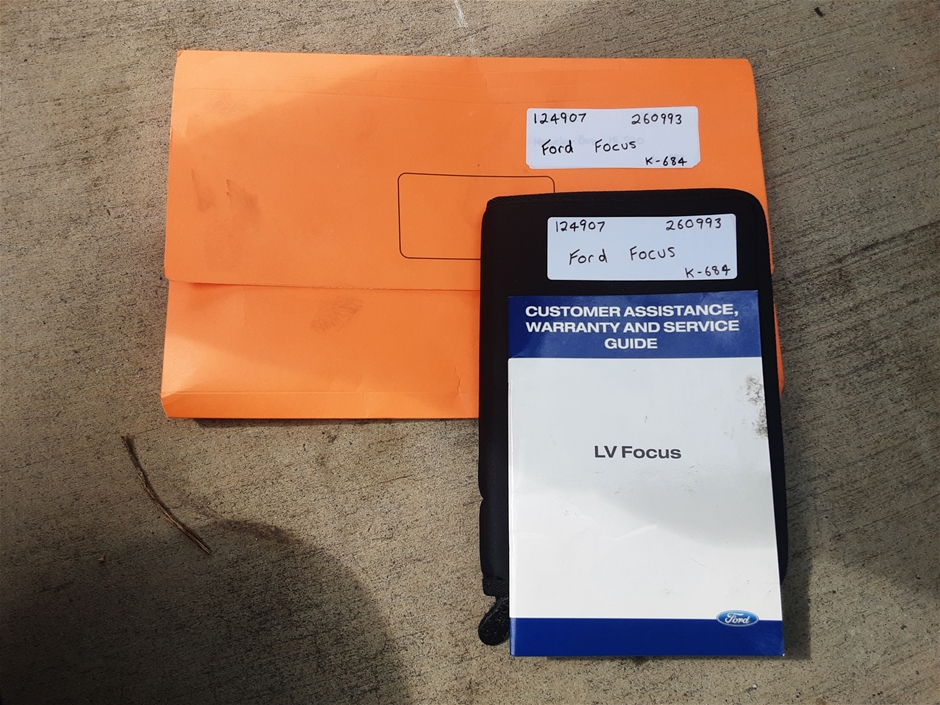 124907 260993
Ford Focus
K-684
124907 260993
Ford Focus
K-684
CUSTOMER ASSISTANCE,
WARRANTY AND SERVICE
GUIDE
LV Focus
Ford